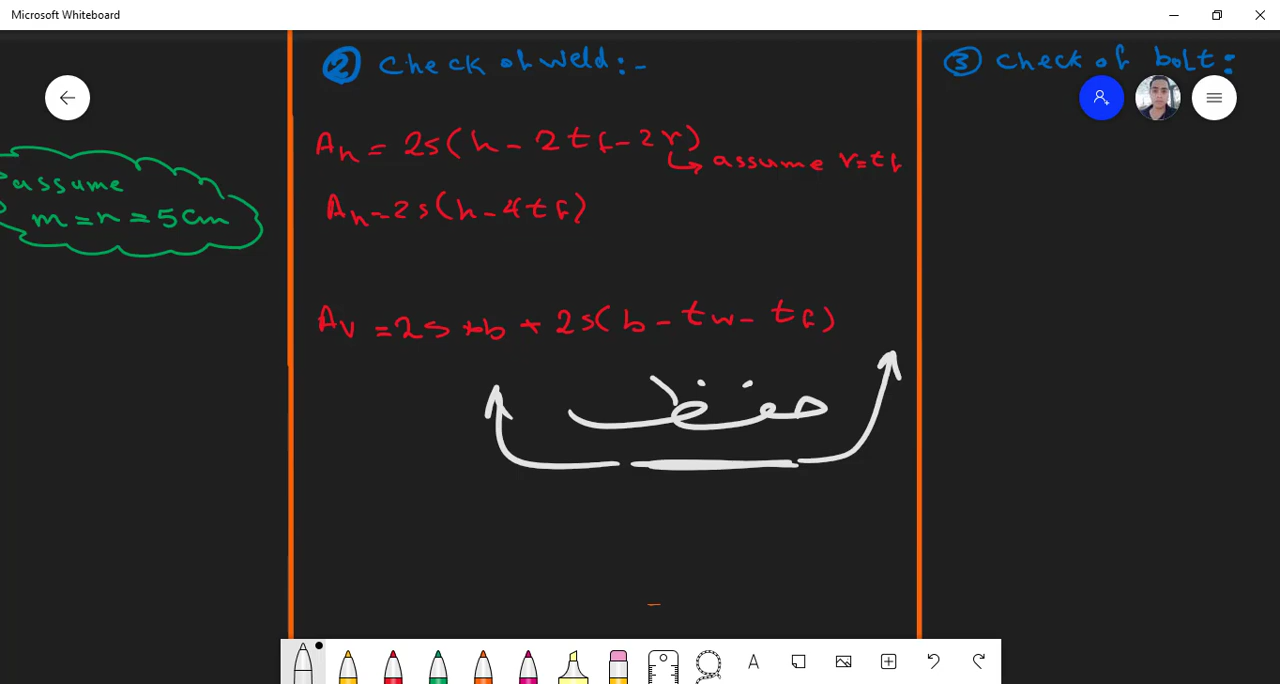 Microsoft Whiteboard
② Check of weld:-
③ Check of bolt:
Ah = 2s(h - 2tf - 2r)
assume r=tf
assume
m = n = 5cm
Ah = 2s(h - 4tf)
Av = 2s*b + 2s(b - tw - tf)
حفظ
A